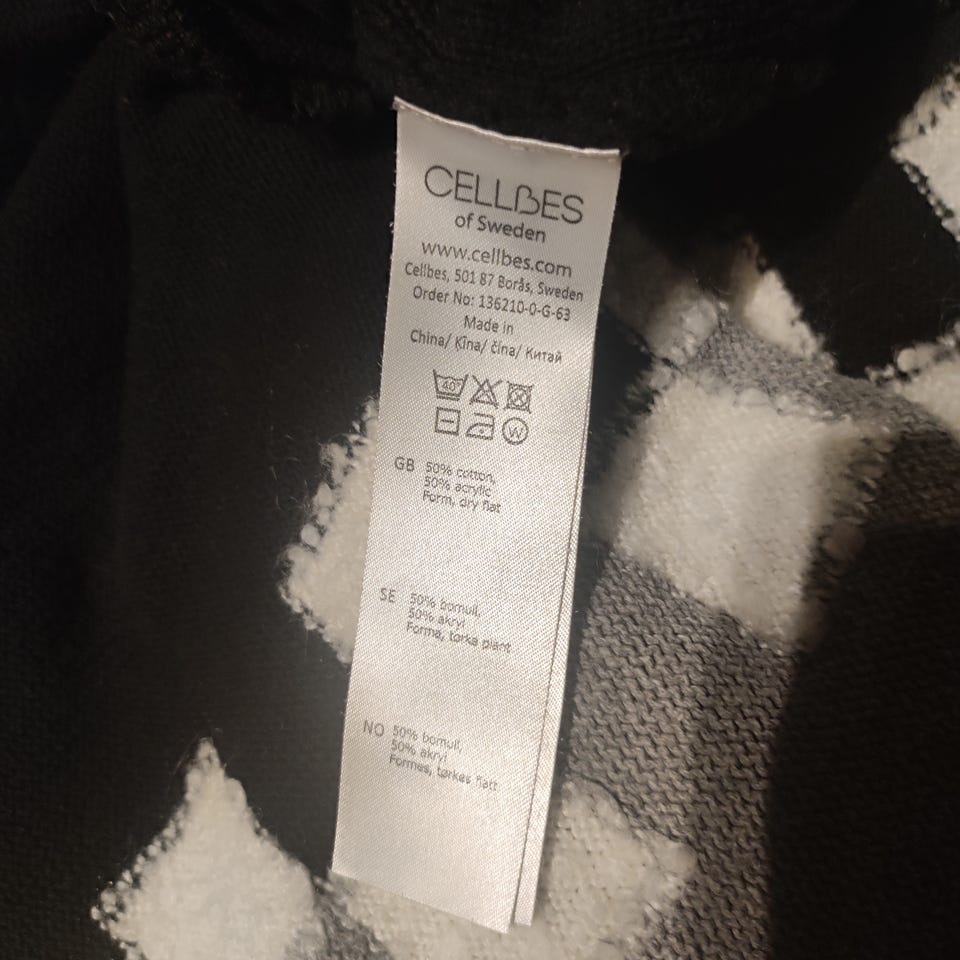 CELLBES
of Sweden
www.cellbes.com
Cellbes, 501 87 Borås, Sweden
Order No: 136210-0-G-63
Made in
China/ Ķīna/ čína/ Китай
40°
W
GB 50% cotton,
50% acrylic
Form, dry flat
SE 50% bomull,
50% akryl
Forma, torka plant
NO 50% bomull,
50% akryl
Formes, tørkes flatt